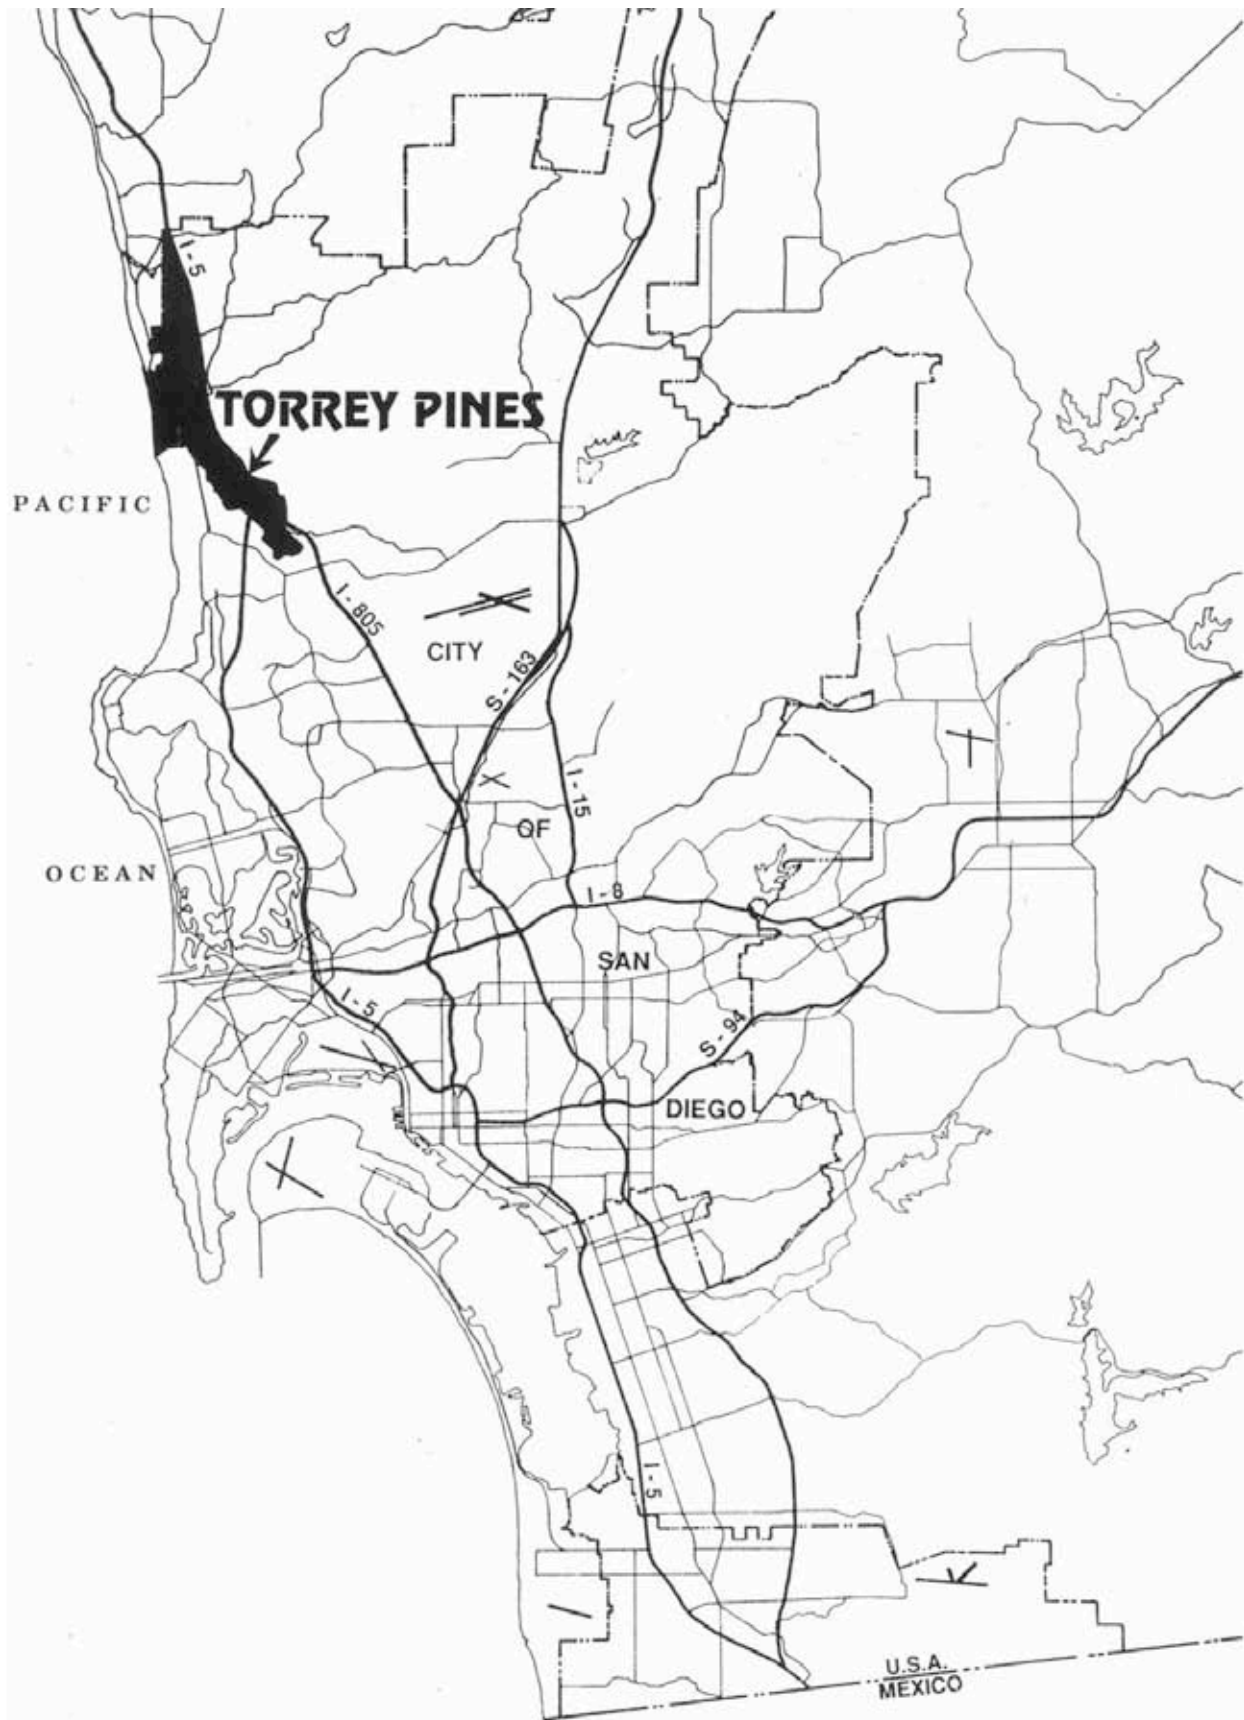 I-5
TORREY PINES
PACIFIC
I-805
CITY
S-163
I-15
OF
OCEAN
I-8
SAN
I-5
S-94
DIEGO
I-5
U.S.A.
MEXICO